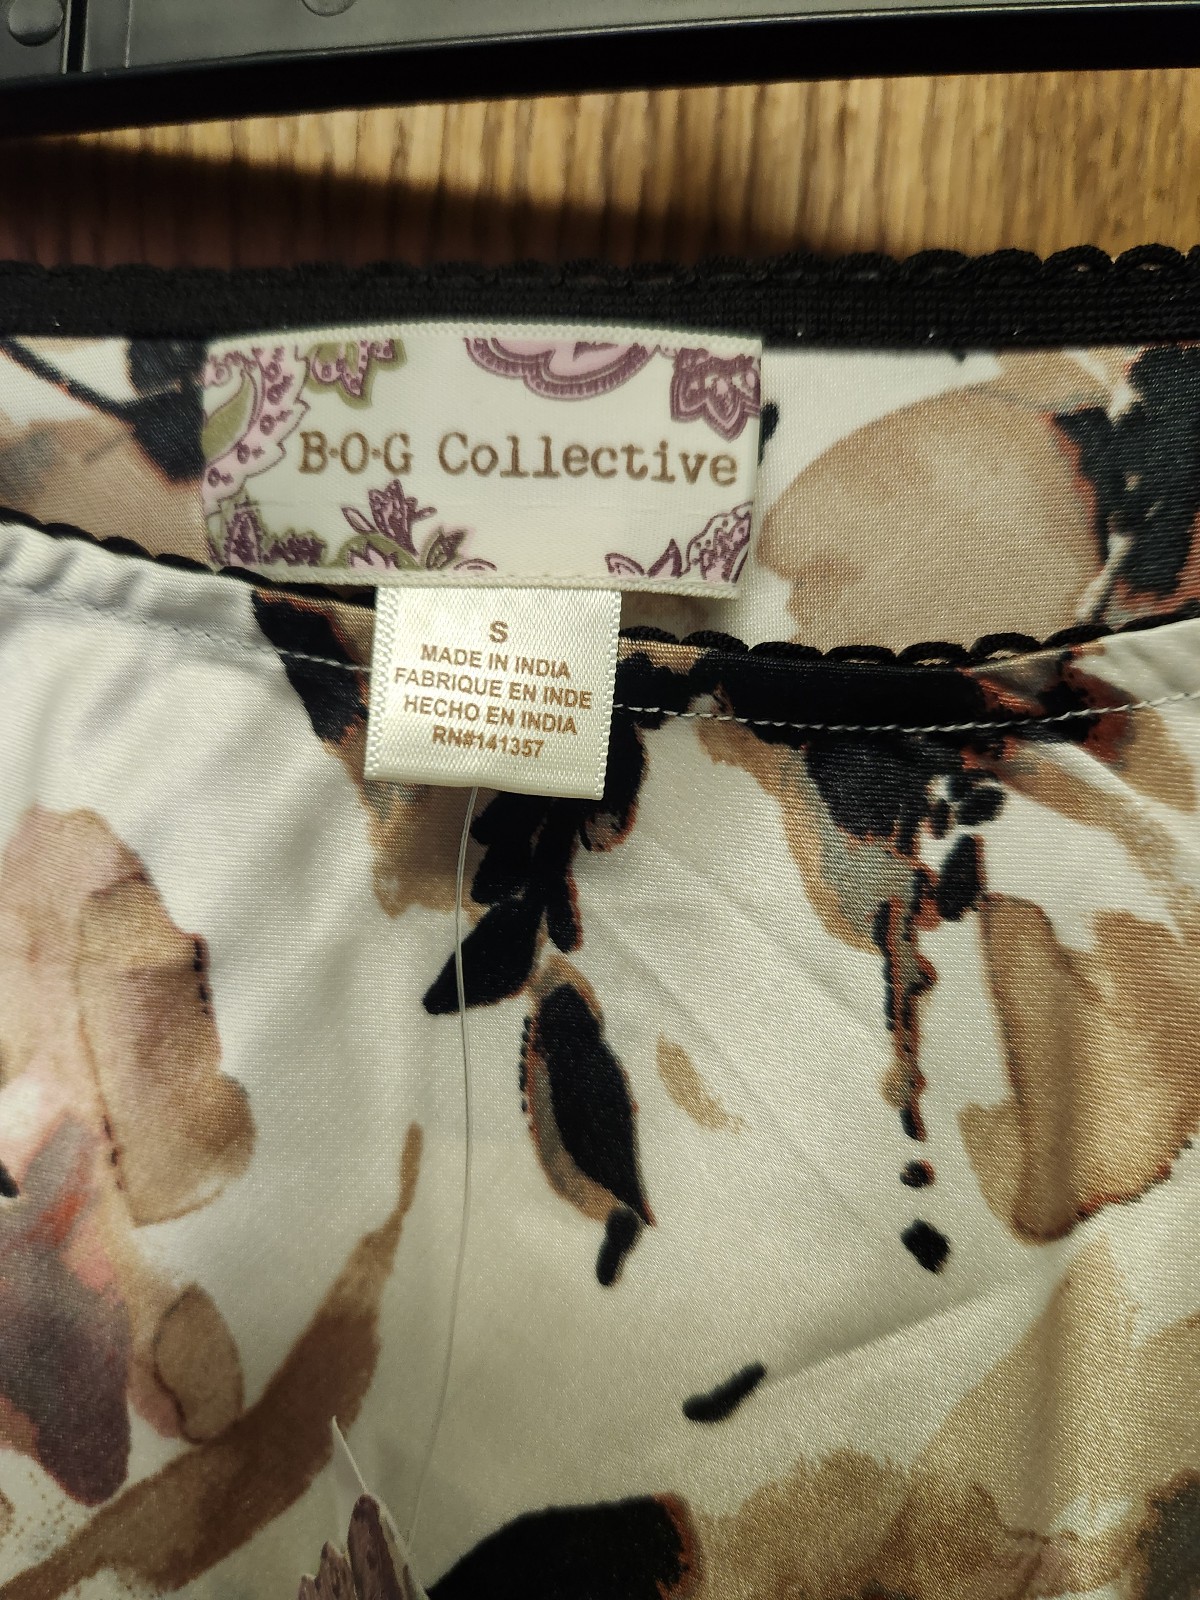 B·O·G Collective
S
MADE IN INDIA
FABRIQUE EN INDE
HECHO EN INDIA
RN#141357